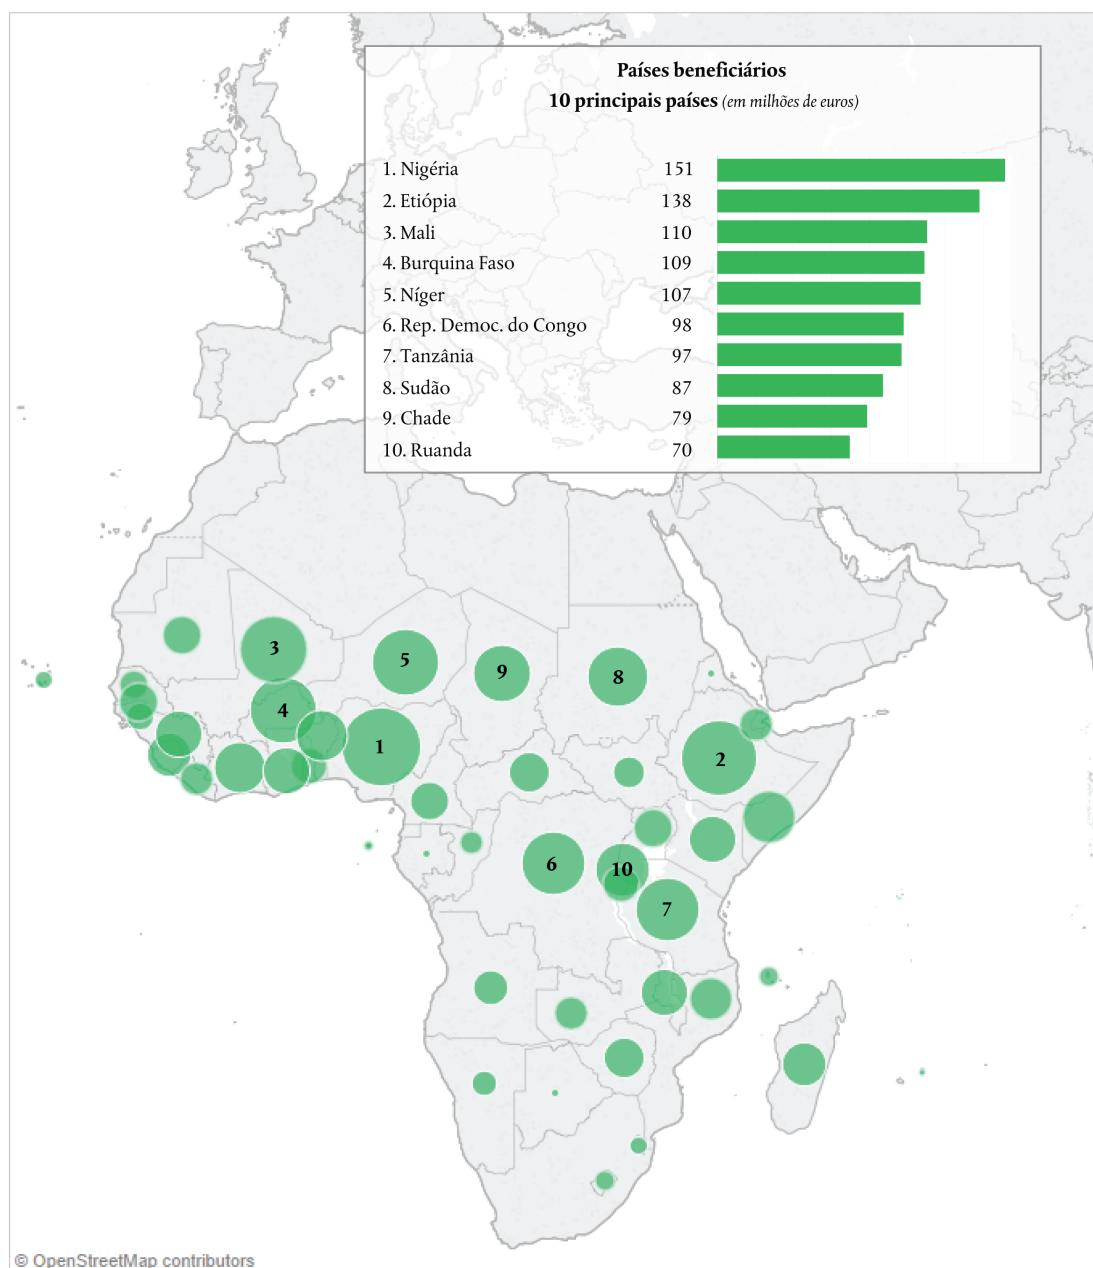 Países beneficiários
10 principais países (em milhões de euros)
1. Nigéria 151
2. Etiópia 138
3. Mali 110
4. Burquina Faso 109
5. Níger 107
6. Rep. Democ. do Congo 98
7. Tanzânia 97
8. Sudão 87
9. Chade 79
10. Ruanda 70
3
5
9
8
4
1
2
6
10
7
© OpenStreetMap contributors